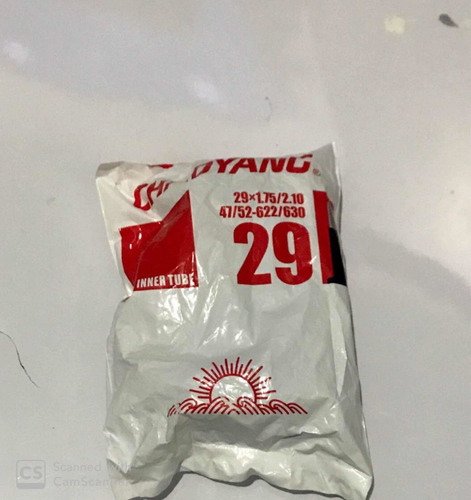 29×1.75/2.10
47/52-622/630
29
INNER TUBE
CS Scanned with
CamScanner